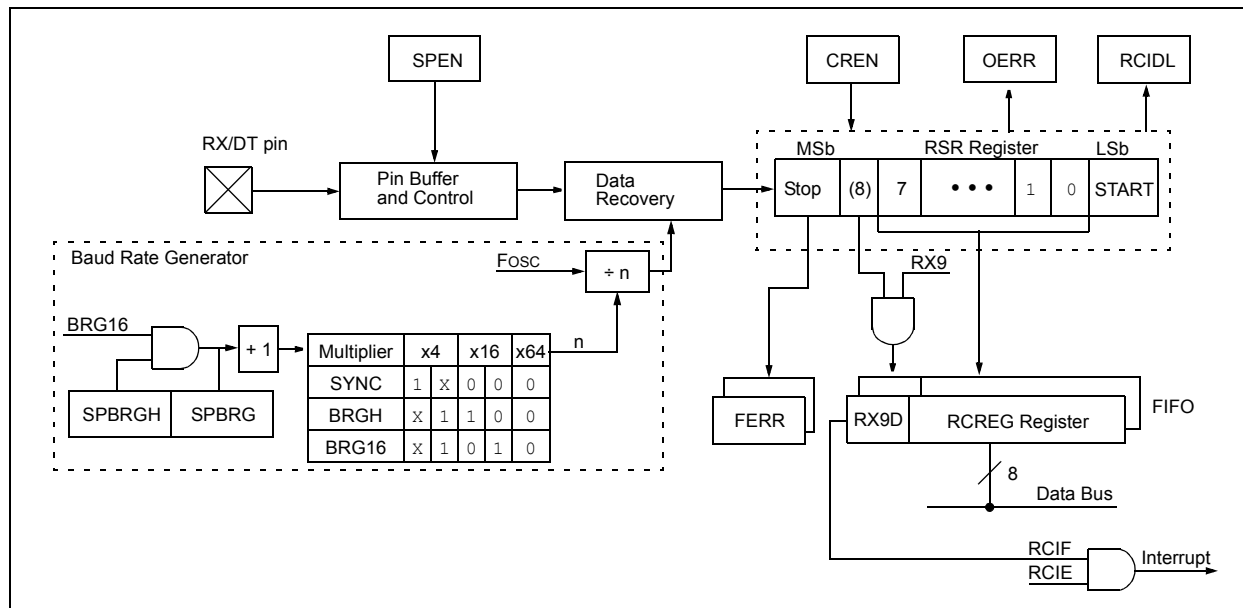 SPEN
CREN
OERR
RCIDL
RX/DT pin
Pin Buffer
and Control
Data
Recovery
MSb
RSR Register
LSb
Stop
(8)
7
• • •
1
0
START
Baud Rate Generator
FOSC
÷ n
RX9
BRG16
+ 1
n
Multiplier x4 x16 x64
SYNC 1 X 0 0 0
BRGH X 1 1 0 0
BRG16 X 1 0 1 0
SPBRGH
SPBRG
FERR
RX9D
RCREG Register
FIFO
8
Data Bus
RCIF
RCIE
Interrupt